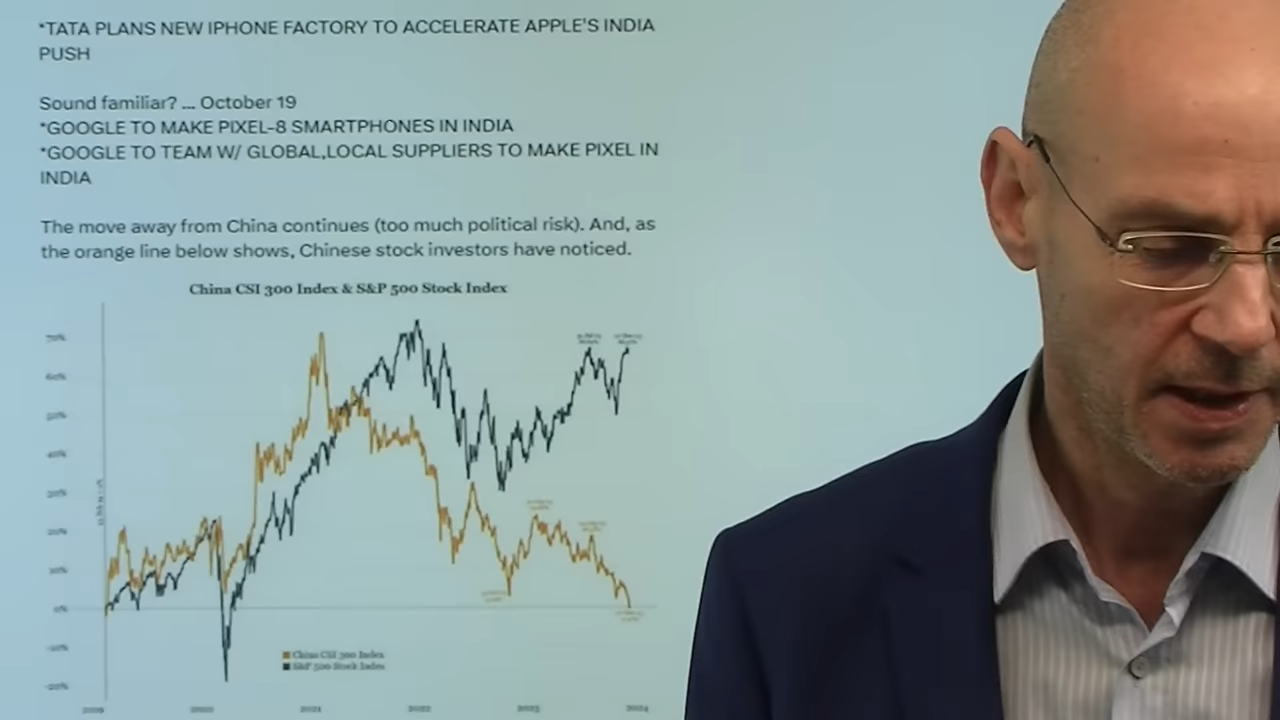 *TATA PLANS NEW IPHONE FACTORY TO ACCELERATE APPLE'S INDIA
PUSH
Sound familiar? ... October 19
*GOOGLE TO MAKE PIXEL-8 SMARTPHONES IN INDIA
*GOOGLE TO TEAM W/ GLOBAL,LOCAL SUPPLIERS TO MAKE PIXEL IN
INDIA
The move away from China continues (too much political risk). And, as
the orange line below shows, Chinese stock investors have noticed.
China CSI 300 Index & S&P 500 Stock Index
70%
60%
50%
40%
30%
20%
10%
0%
-10%
-20%
China CSI 300 Index
S&P 500 Stock Index
2019 2020 2021 2022 2023 2024